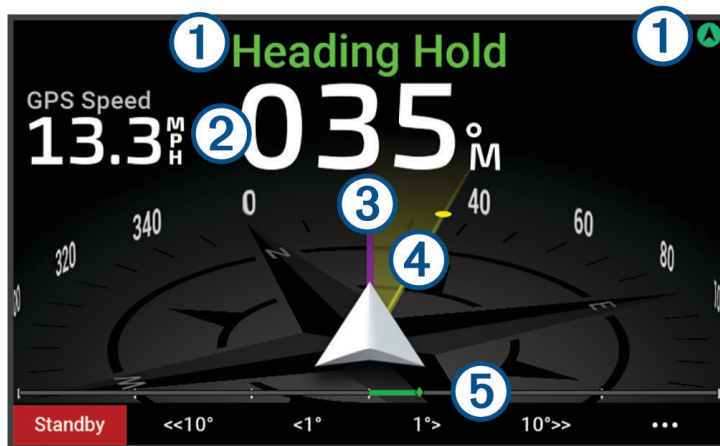 1 Heading Hold 1
GPS Speed
13.3 MPH 2 035°M
3
320 340 0 40 60 80
N
4
E
W
5
Standby <<10° <1° 1°> 10°>> •••